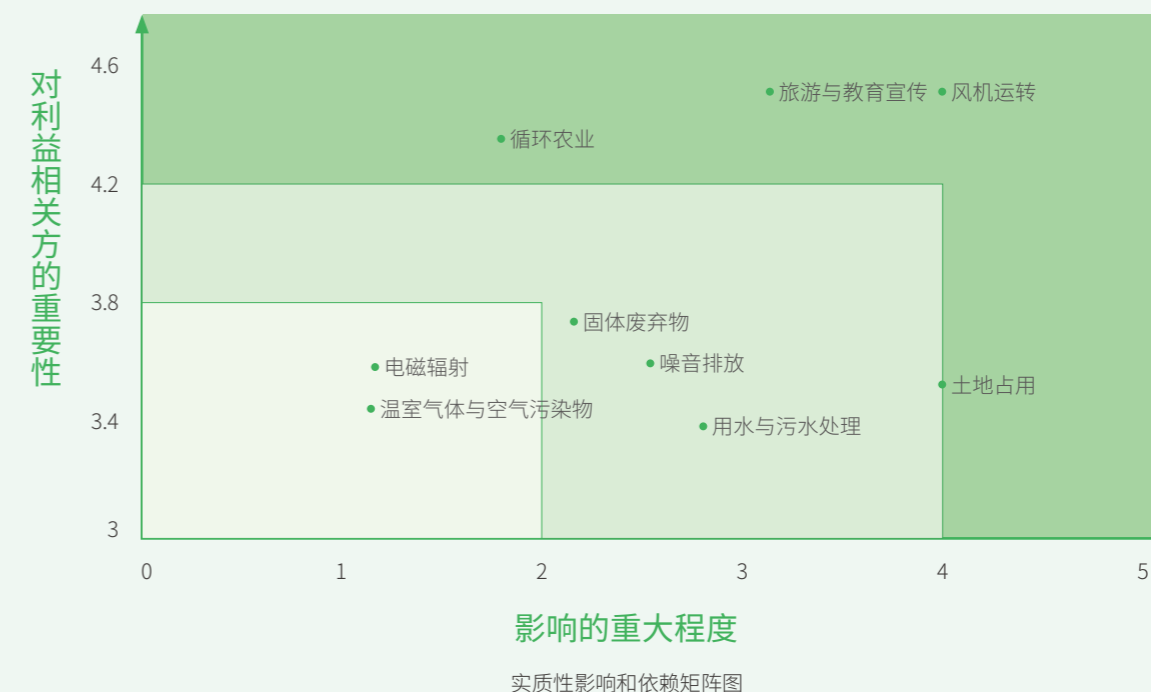 对利益相关方的重要性
4.6
4.2
3.8
3.4
3
旅游与教育宣传
风机运转
循环农业
固体废弃物
噪音排放
电磁辐射
土地占用
温室气体与空气污染物
用水与污水处理
0 1 2 3 4 5
影响的重大程度
实质性影响和依赖矩阵图